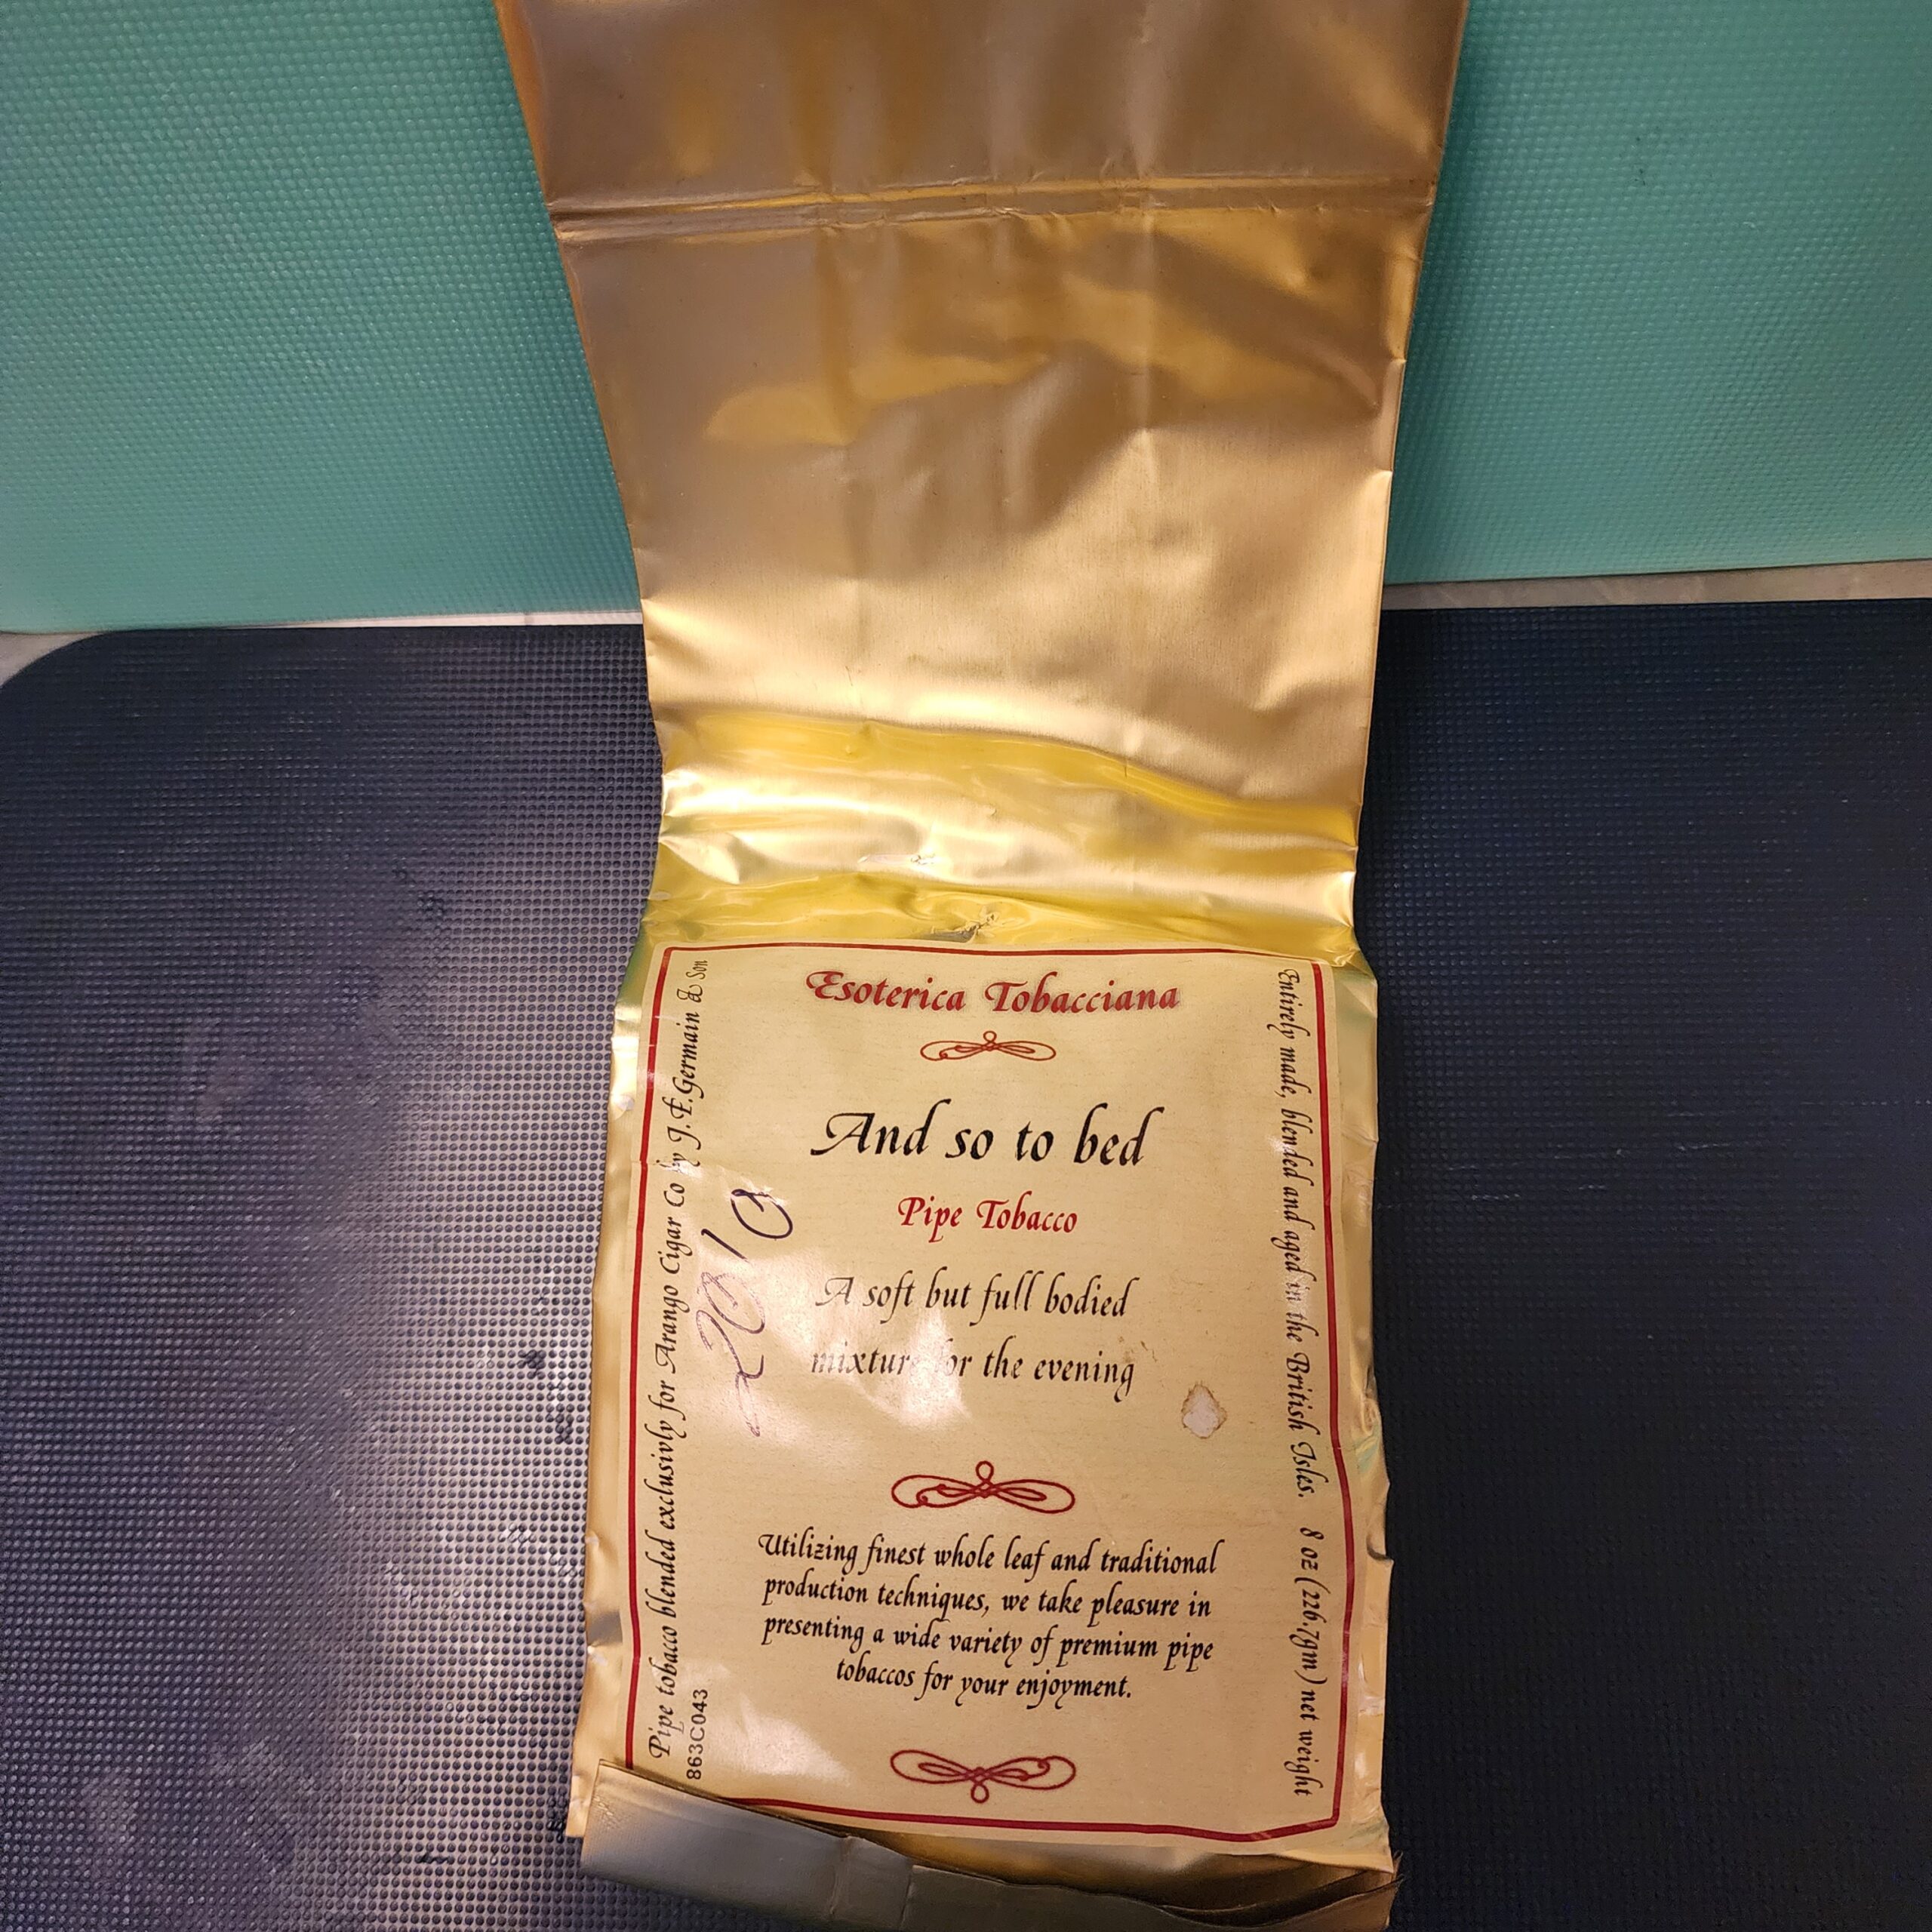 Esoterica Tobacciana
And so to bed
Pipe Tobacco
A soft but full bodied
mixture for the evening
Utilizing finest whole leaf and traditional
production techniques, we take pleasure in
presenting a wide variety of premium pipe
tobaccos for your enjoyment.
Pipe tobacco blended exclusivly for Arango Cigar Co by J.E.Germain & Son
863C043
2010
Entirely made, blended and aged in the British Isles. 8 oz (226.7gm) net weight